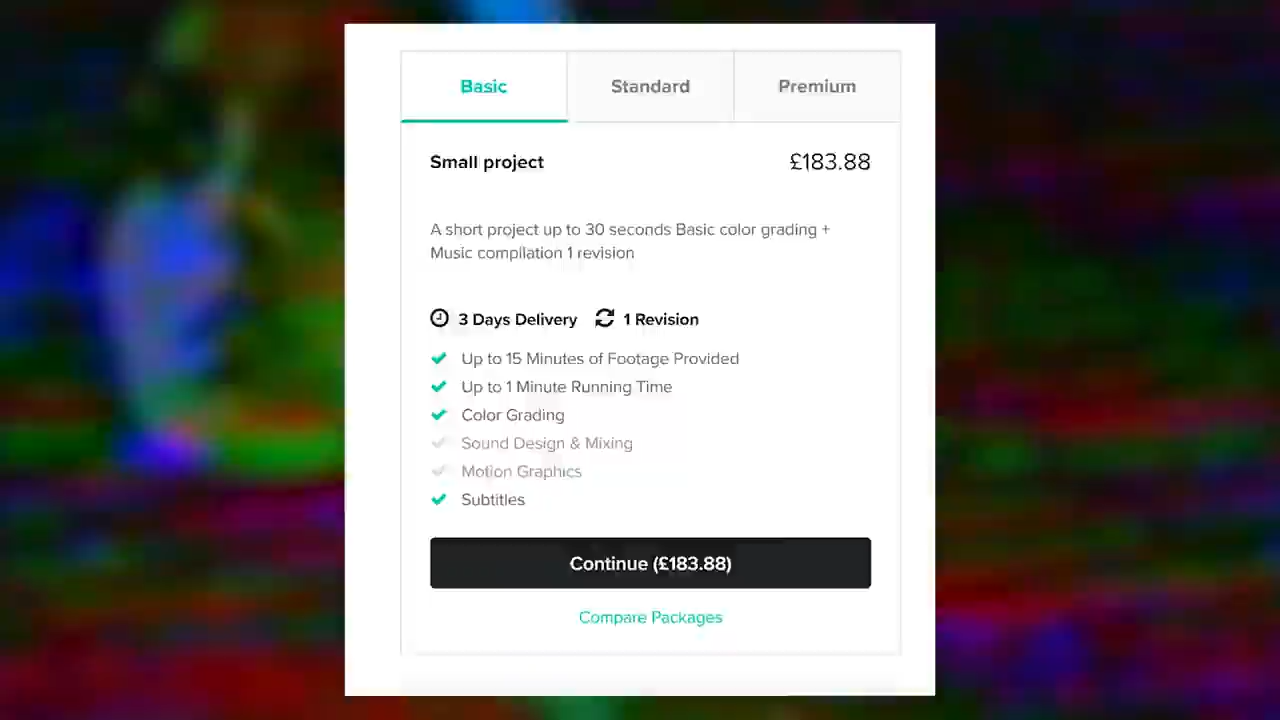 Basic
Standard
Premium
Small project
£183.88
A short project up to 30 seconds Basic color grading +
Music compilation 1 revision
3 Days Delivery
1 Revision
Up to 15 Minutes of Footage Provided
Up to 1 Minute Running Time
Color Grading
Sound Design & Mixing
Motion Graphics
Subtitles
Continue (£183.88)
Compare Packages